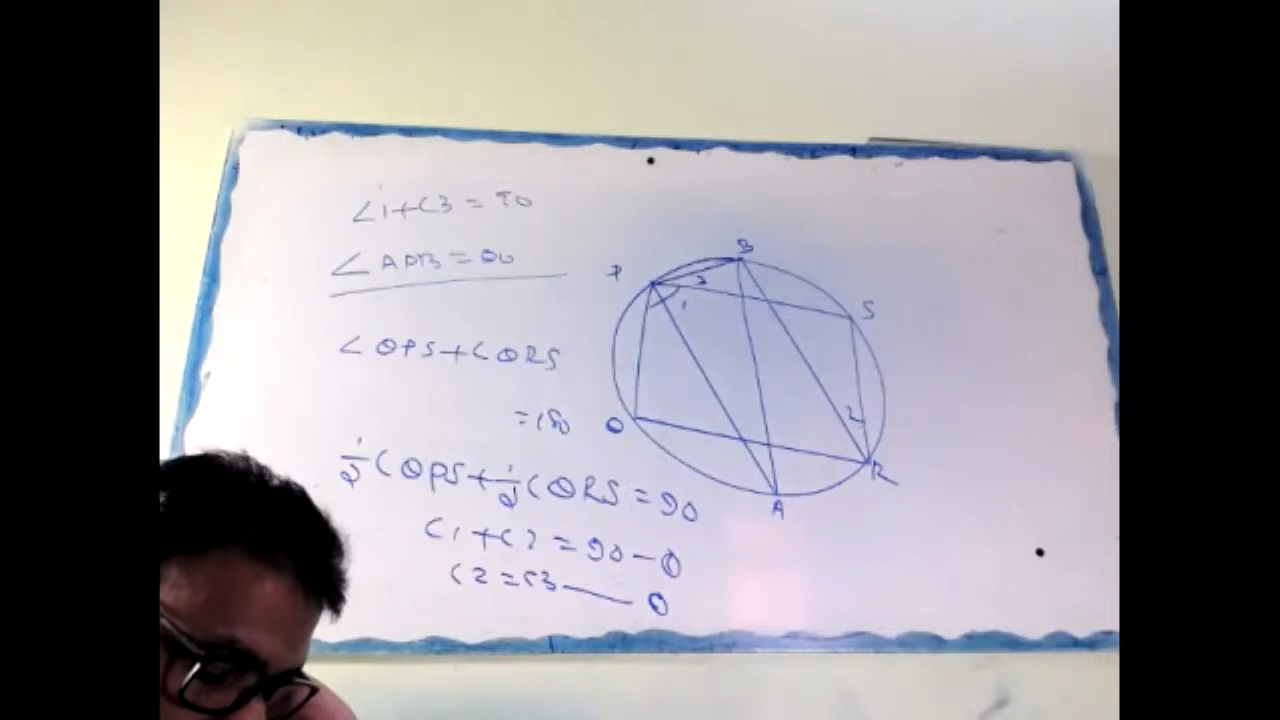 ∠1+∠3=90
∠APB=90
∠QPS+∠QRS
=180
1/2∠QPS+1/2∠QRS=90
∠1+∠2=90—①
∠2=∠3—②
P
B
3
1
S
Q
2
R
A